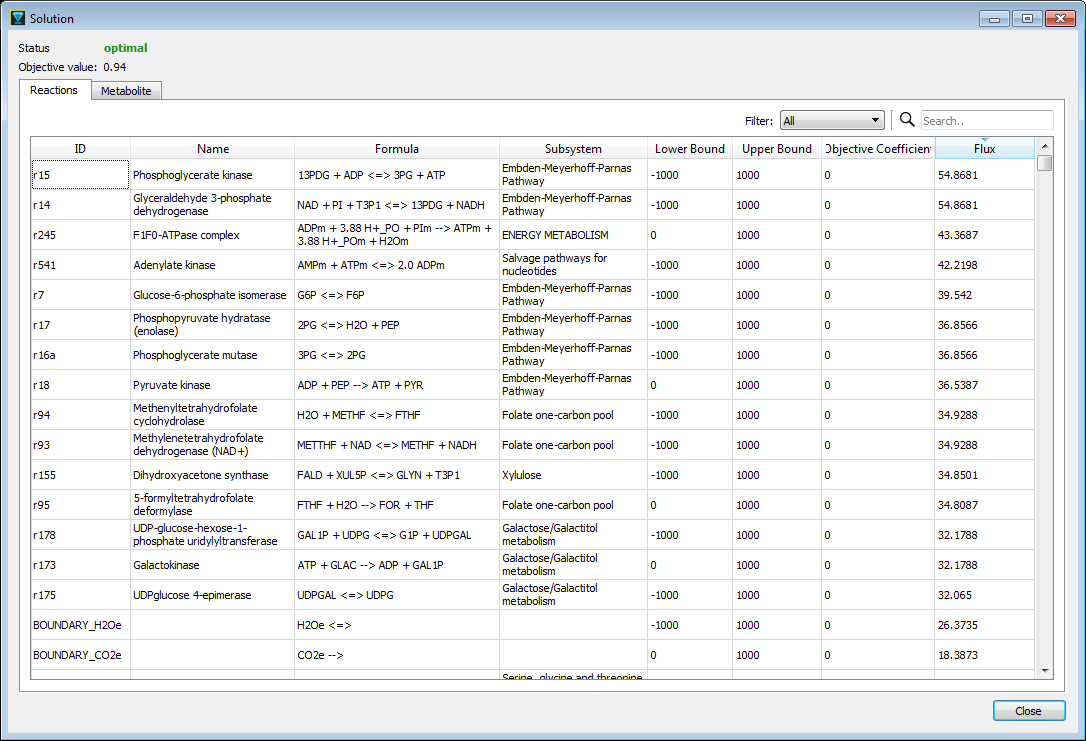 Solution
Status optimal
Objective value: 0.94
Reactions Metabolite
Filter: All Search..
ID Name Formula Subsystem Lower Bound Upper Bound Objective Coefficient Flux
r15 Phosphoglycerate kinase 13PDG + ADP <=> 3PG + ATP Embden-Meyerhoff-Parnas Pathway -1000 1000 0 54.8681
r14 Glyceraldehyde 3-phosphate dehydrogenase NAD + PI + T3P1 <=> 13PDG + NADH Embden-Meyerhoff-Parnas Pathway -1000 1000 0 54.8681
r245 F1F0-ATPase complex ADPm + 3.88 H+_PO + PIm --> ATPm + 3.88 H+_POm + H2Om ENERGY METABOLISM 0 1000 0 43.3687
r541 Adenylate kinase AMPm + ATPm <=> 2.0 ADPm Salvage pathways for nucleotides -1000 1000 0 42.2198
r7 Glucose-6-phosphate isomerase G6P <=> F6P Embden-Meyerhoff-Parnas Pathway -1000 1000 0 39.542
r17 Phosphopyruvate hydratase (enolase) 2PG <=> H2O + PEP Embden-Meyerhoff-Parnas Pathway -1000 1000 0 36.8566
r16a Phosphoglycerate mutase 3PG <=> 2PG Embden-Meyerhoff-Parnas Pathway -1000 1000 0 36.8566
r18 Pyruvate kinase ADP + PEP --> ATP + PYR Embden-Meyerhoff-Parnas Pathway 0 1000 0 36.5387
r94 Methenyltetrahydrofolate cyclohydrolase H2O + METHF <=> FTHF Folate one-carbon pool -1000 1000 0 34.9288
r93 Methylenetetrahydrofolate dehydrogenase (NAD+) METTHF + NAD <=> METHF + NADH Folate one-carbon pool -1000 1000 0 34.9288
r155 Dihydroxyacetone synthase FALD + XUL5P <=> GLYN + T3P1 Xylulose -1000 1000 0 34.8501
r95 5-formyltetrahydrofolate deformylase FTHF + H2O --> FOR + THF Folate one-carbon pool 0 1000 0 34.8087
r178 UDP-glucose-hexose-1-phosphate uridylyltransferase GAL1P + UDPG <=> G1P + UDPGAL Galactose/Galactitol metabolism -1000 1000 0 32.1788
r173 Galactokinase ATP + GLAC --> ADP + GAL1P Galactose/Galactitol metabolism 0 1000 0 32.1788
r175 UDPglucose 4-epimerase UDPGAL <=> UDPG Galactose/Galactitol metabolism -1000 1000 0 32.065
BOUNDARY_H2Oe H2Oe <=> -1000 1000 0 26.3735
BOUNDARY_CO2e CO2e --> 0 1000 0 18.3873
Serine, glycine and threonine
Close